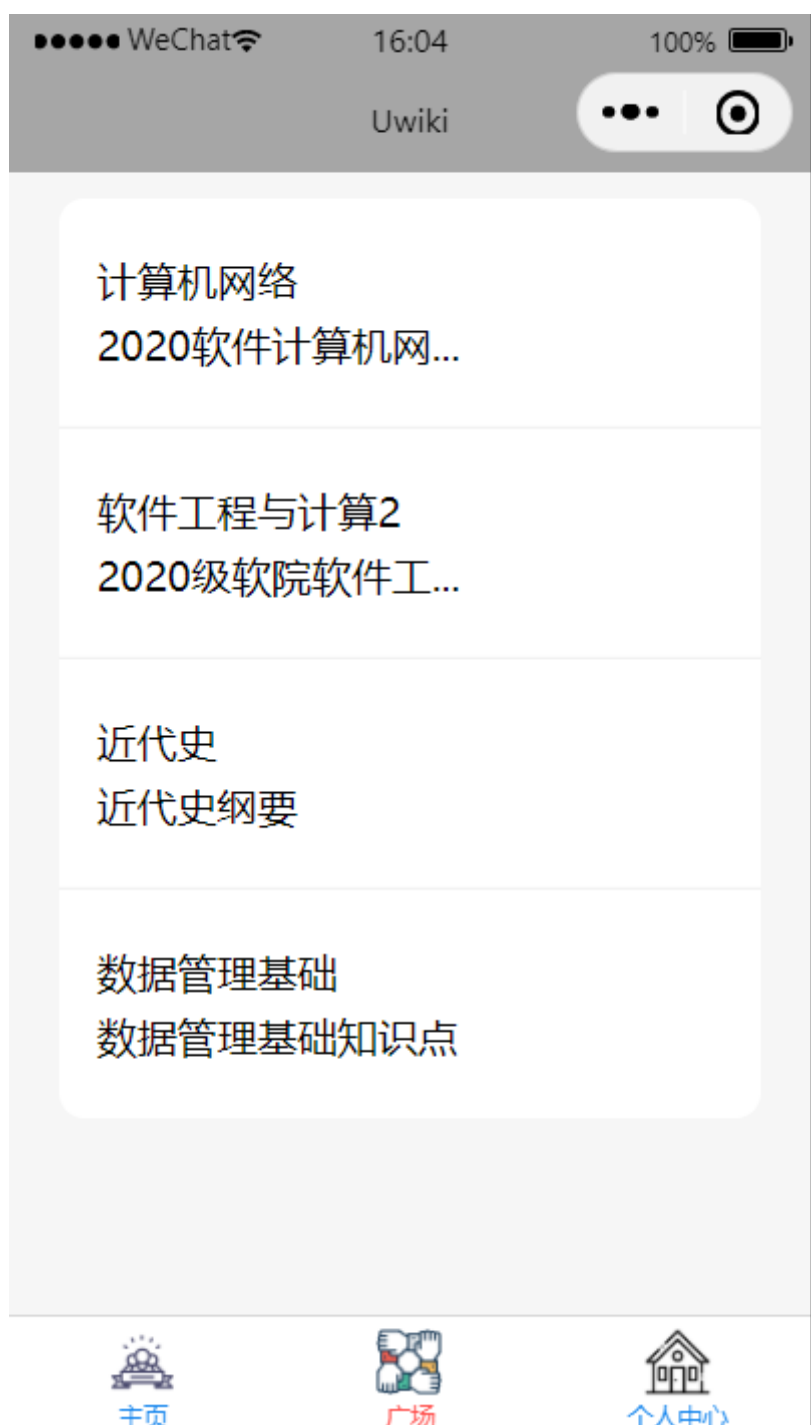 WeChat 16:04 100%
Uwiki
计算机网络
2020软件计算机网...
软件工程与计算2
2020级软院软件工...
近代史
近代史纲要
数据管理基础
数据管理基础知识点
主页 广场 个人中心